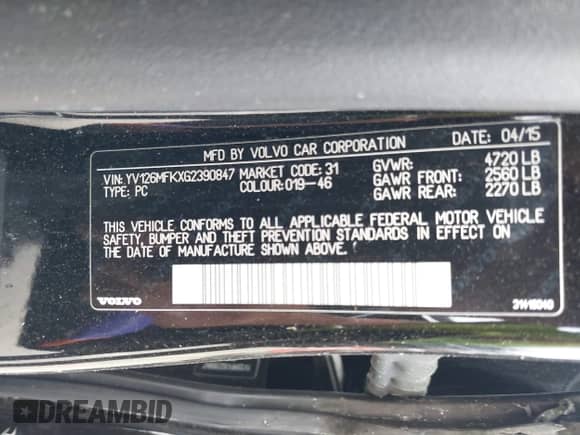 MFD BY VOLVO CAR CORPORATION DATE: 04/15
VIN: YV126MFKXG2390847 MARKET CODE: 31 GVWR: 4720 LB
TYPE: PC COLOUR: 019-46 GAWR FRONT: 2560 LB
GAWR REAR: 2270 LB
THIS VEHICLE CONFORMS TO ALL APPLICABLE FEDERAL MOTOR VEHICLE
SAFETY, BUMPER AND THEFT PREVENTION STANDARDS IN EFFECT ON
THE DATE OF MANUFACTURE SHOWN ABOVE.
VOLVO
DREAMBID